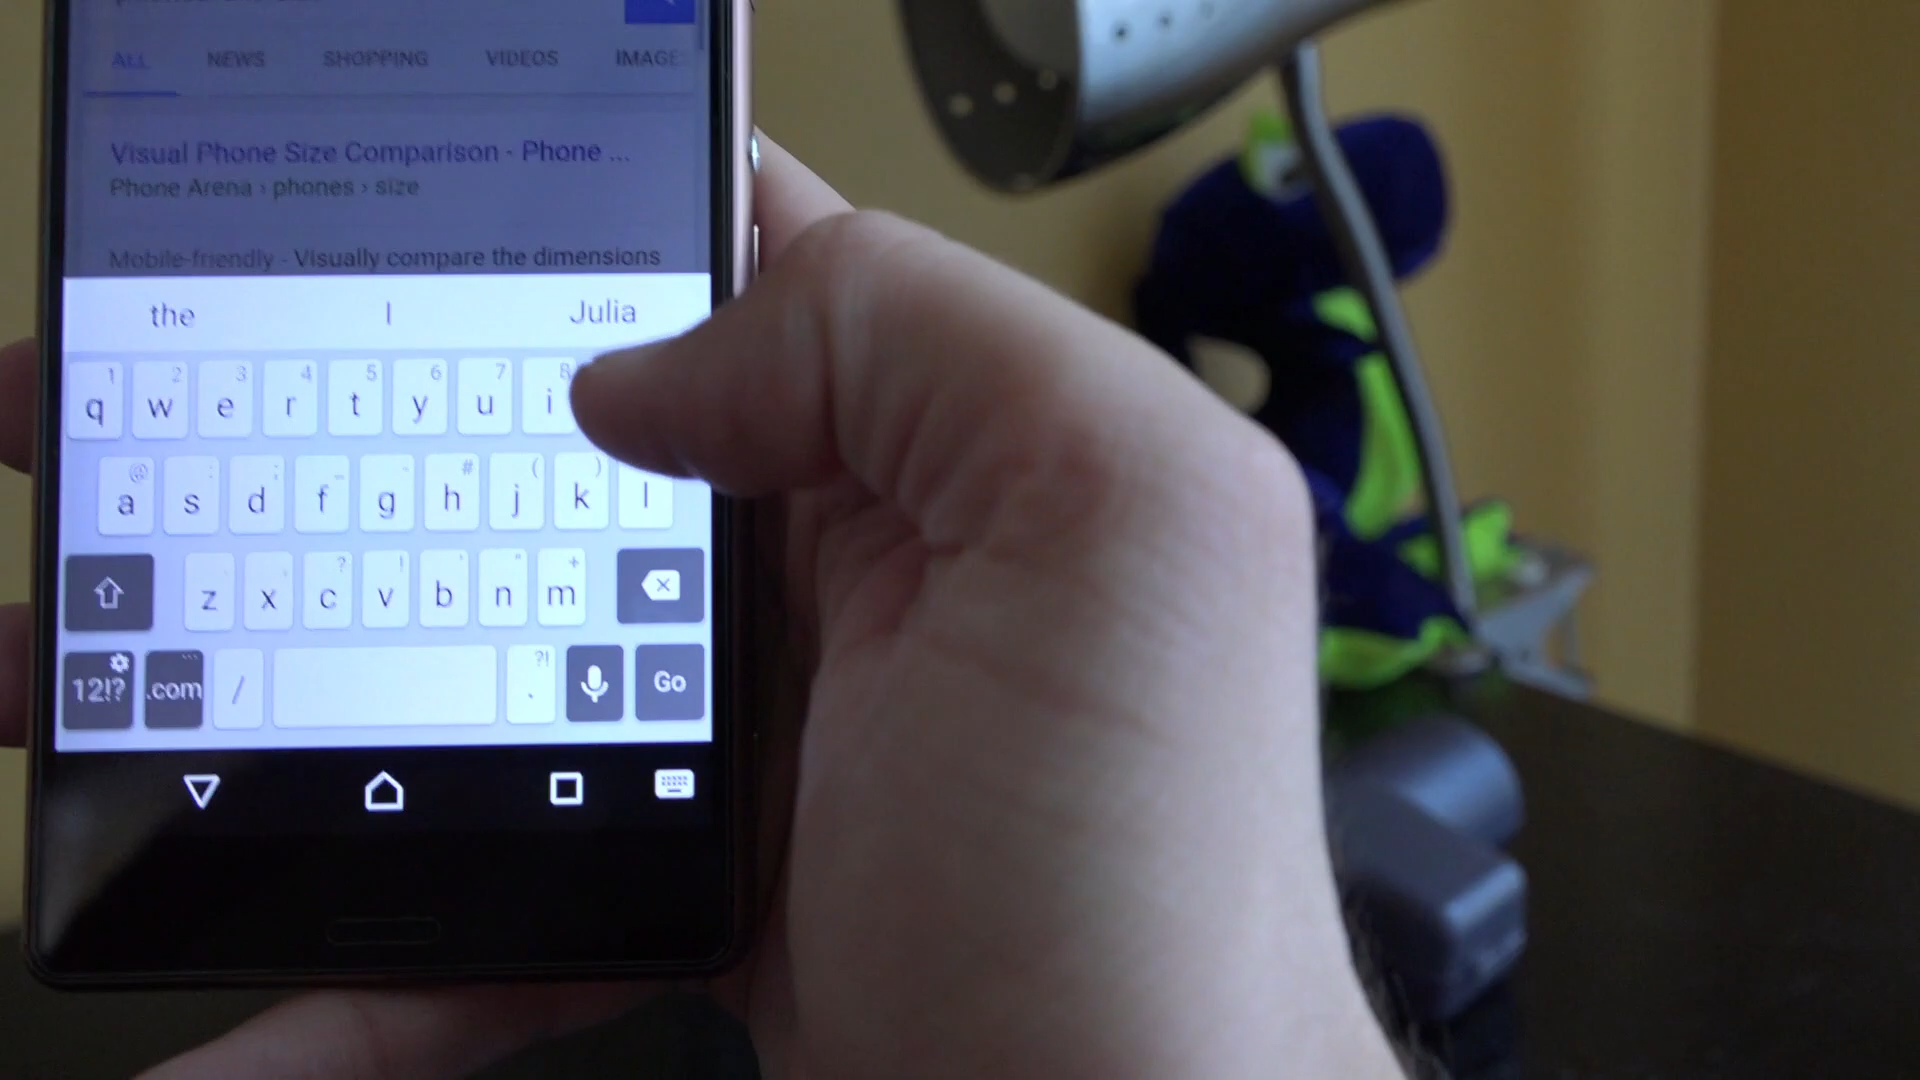 ALL NEWS SHOPPING VIDEOS IMAGES
Visual Phone Size Comparison - Phone ...
Phone Arena › phones › size
Mobile-friendly - Visually compare the dimensions
the I Julia
1 2 3 4 5 6 7 8
q w e r t y u i
@ : ; _ - # ( )
a s d f g h j k l
? ! ' " +
z x c v b n m
?!
12!? .com / . Go